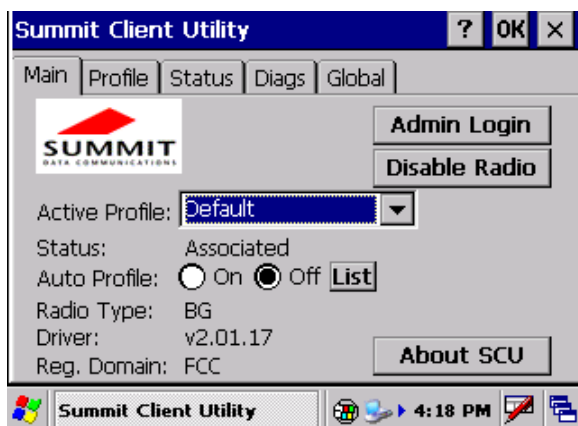 Summit Client Utility ? OK ×
Main Profile Status Diags Global
SUMMIT
DATA COMMUNICATIONS
Admin Login
Disable Radio
Active Profile: Default
Status: Associated
Auto Profile: On Off List
Radio Type: BG
Driver: v2.01.17
Reg. Domain: FCC
About SCU
Summit Client Utility 4:18 PM